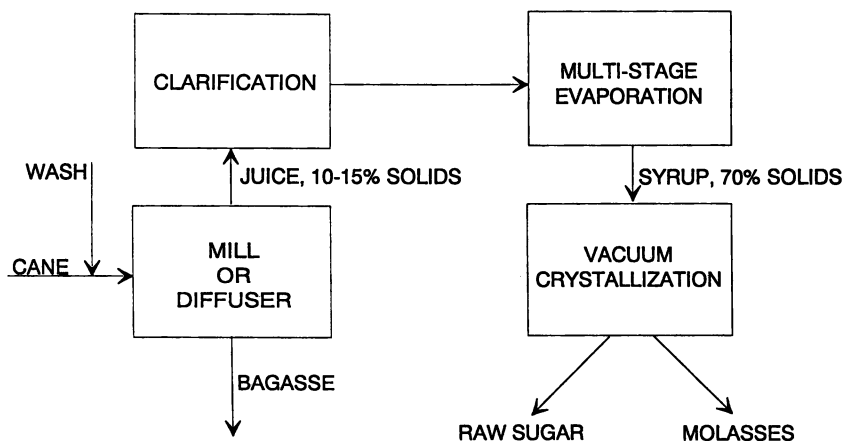 CLARIFICATION
MULTI-STAGE
EVAPORATION
WASH
JUICE, 10-15% SOLIDS
SYRUP, 70% SOLIDS
CANE
MILL
OR
DIFFUSER
VACUUM
CRYSTALLIZATION
BAGASSE
RAW SUGAR
MOLASSES